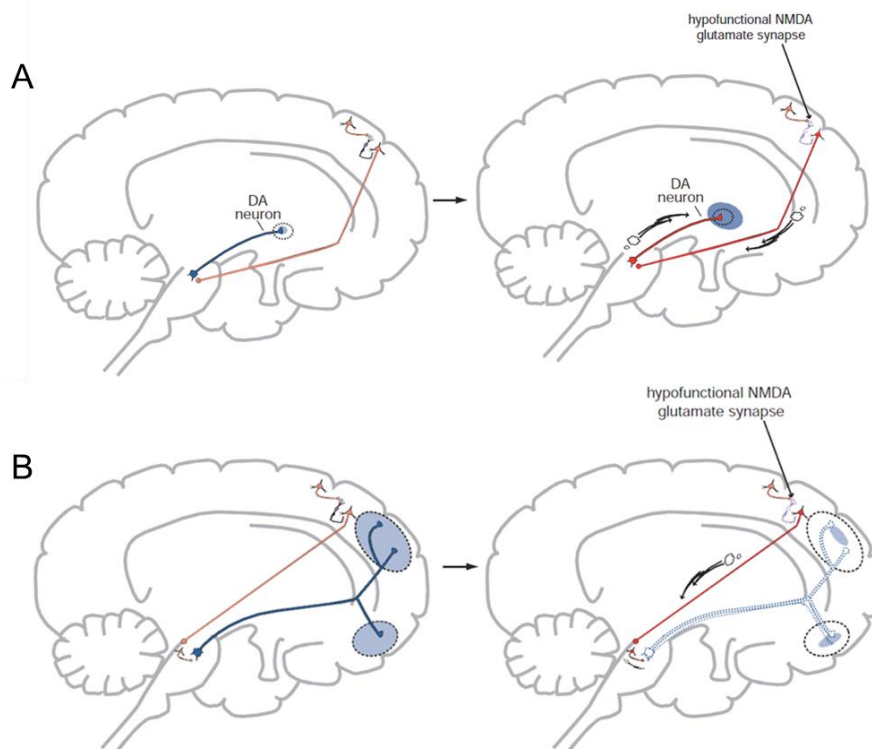 hypofunctional NMDA
glutamate synapse
A
DA
neuron
DA
neuron
hypofunctional NMDA
glutamate synapse
B